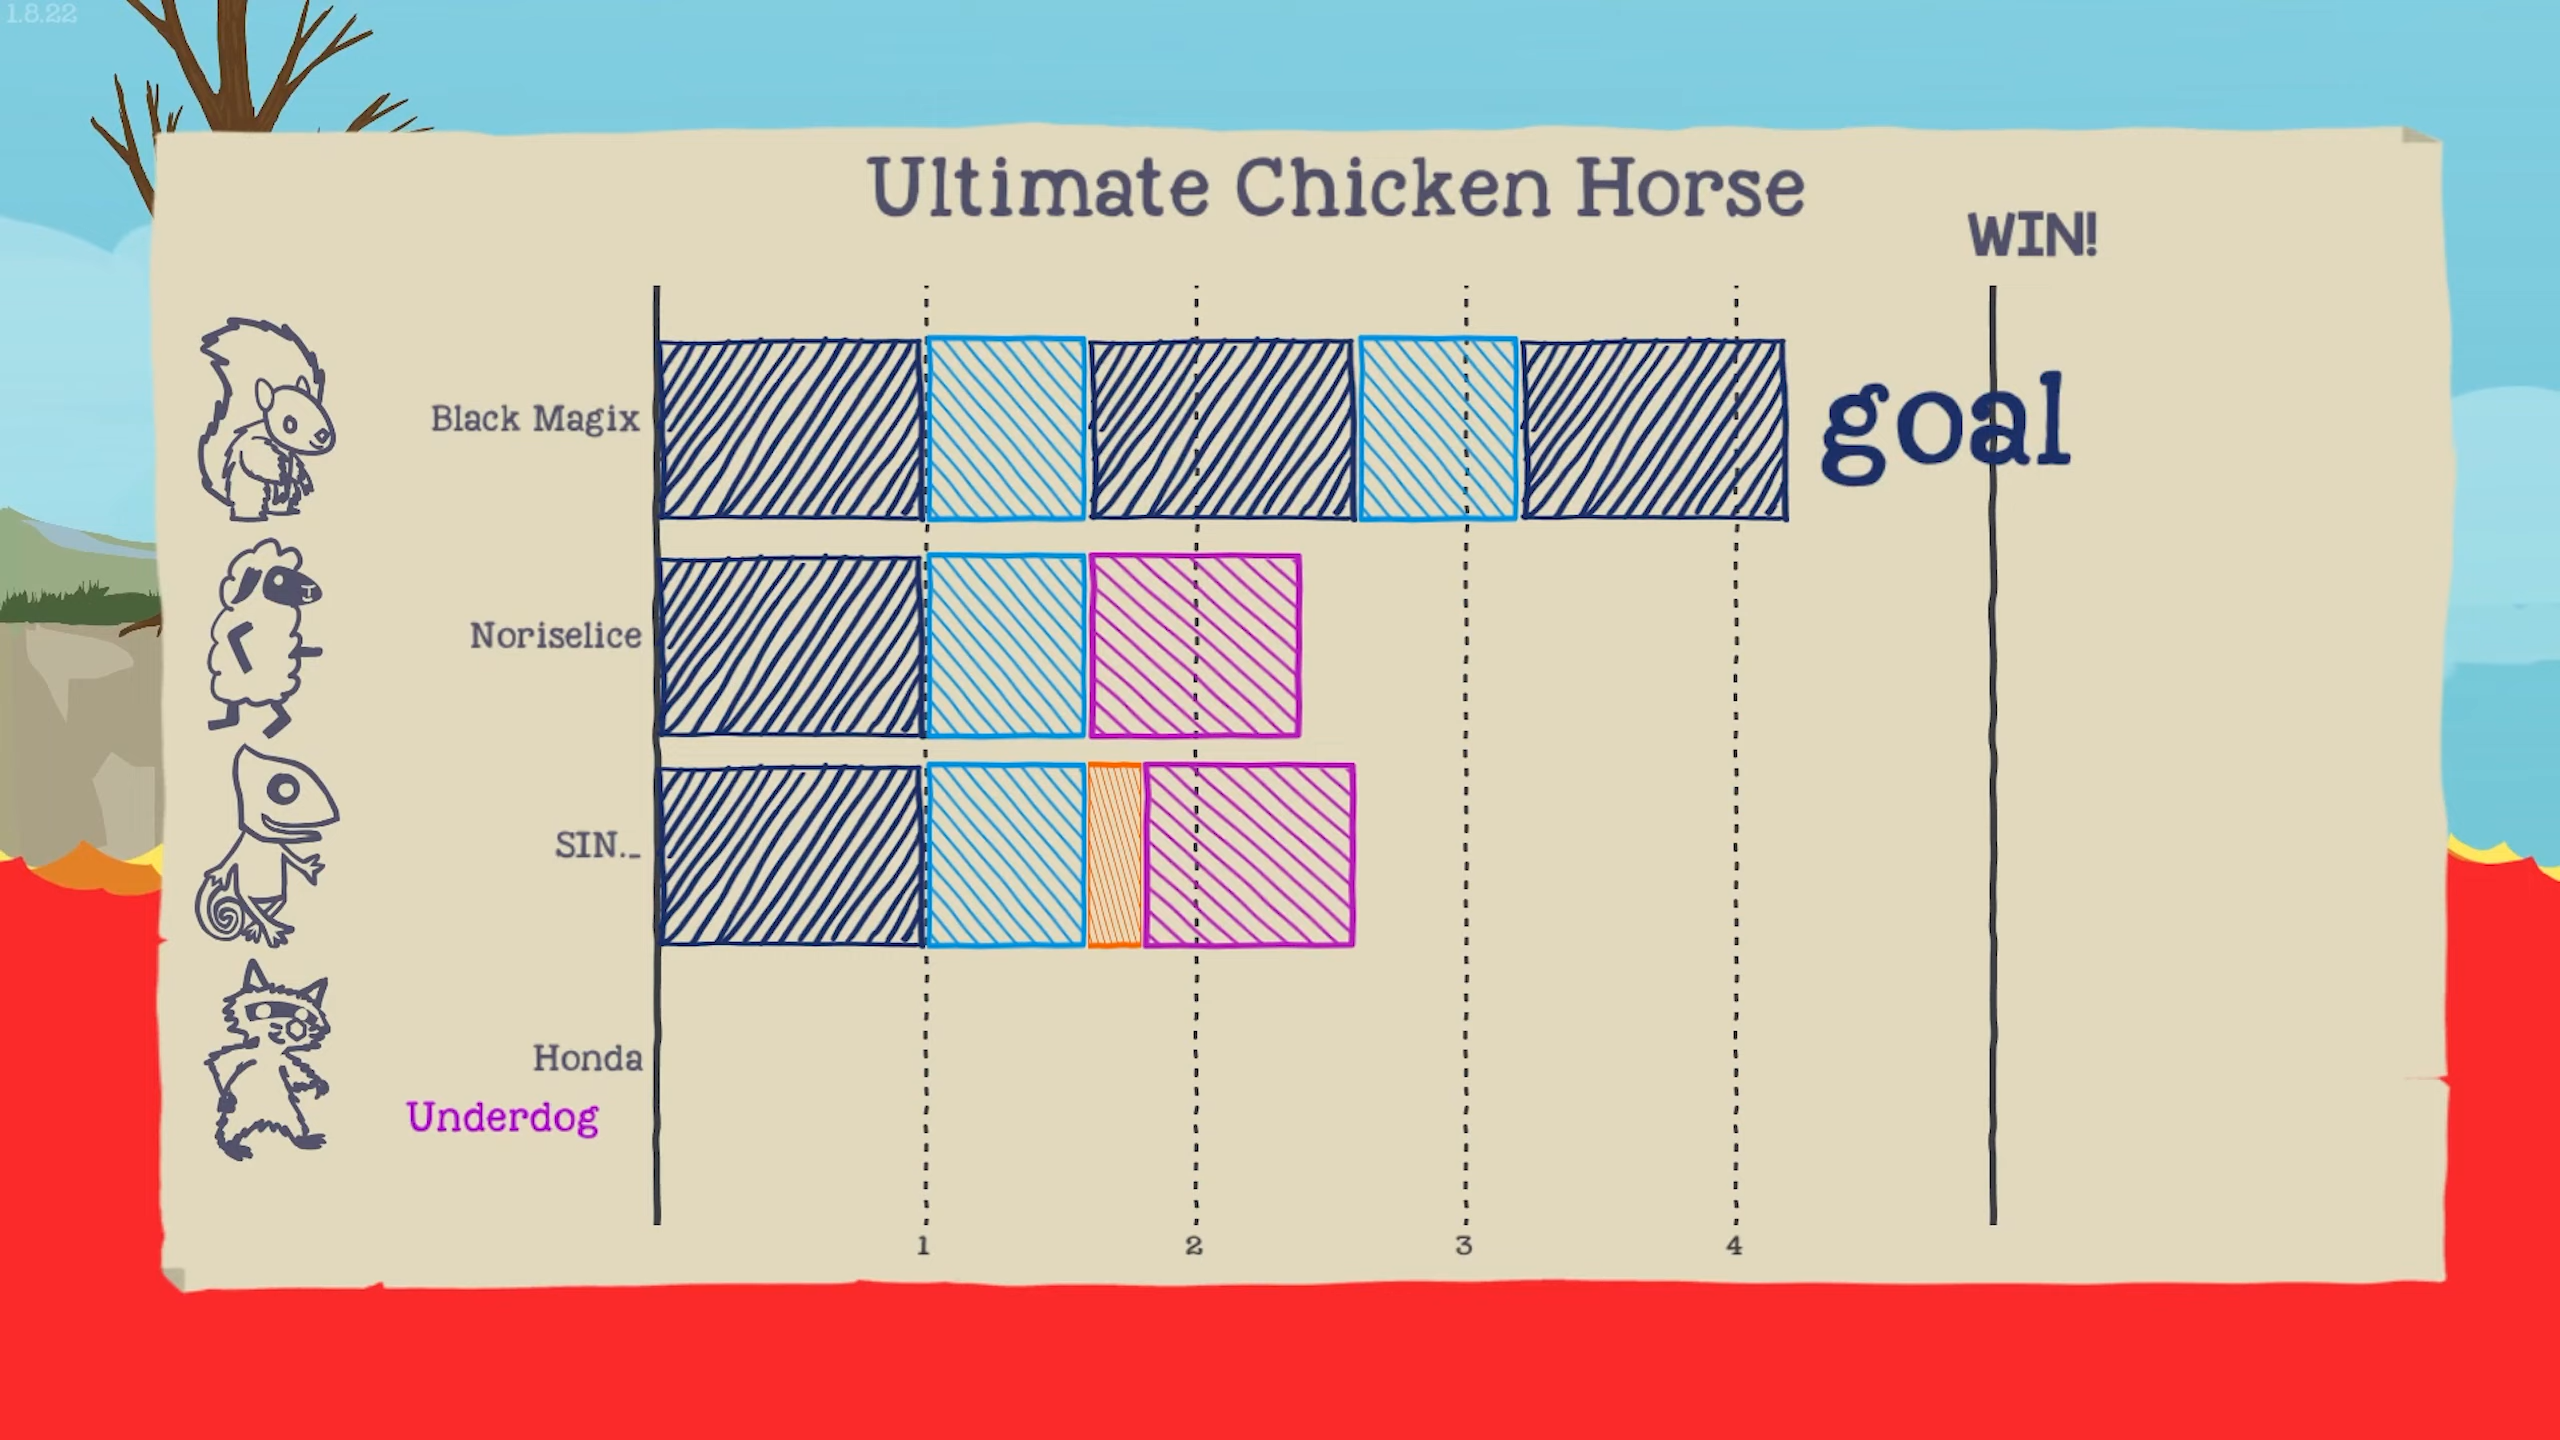 1.8.22
Ultimate Chicken Horse
WIN!
Black Magix
goal
Noriselice
SIN._
Honda
Underdog
1 2 3 4